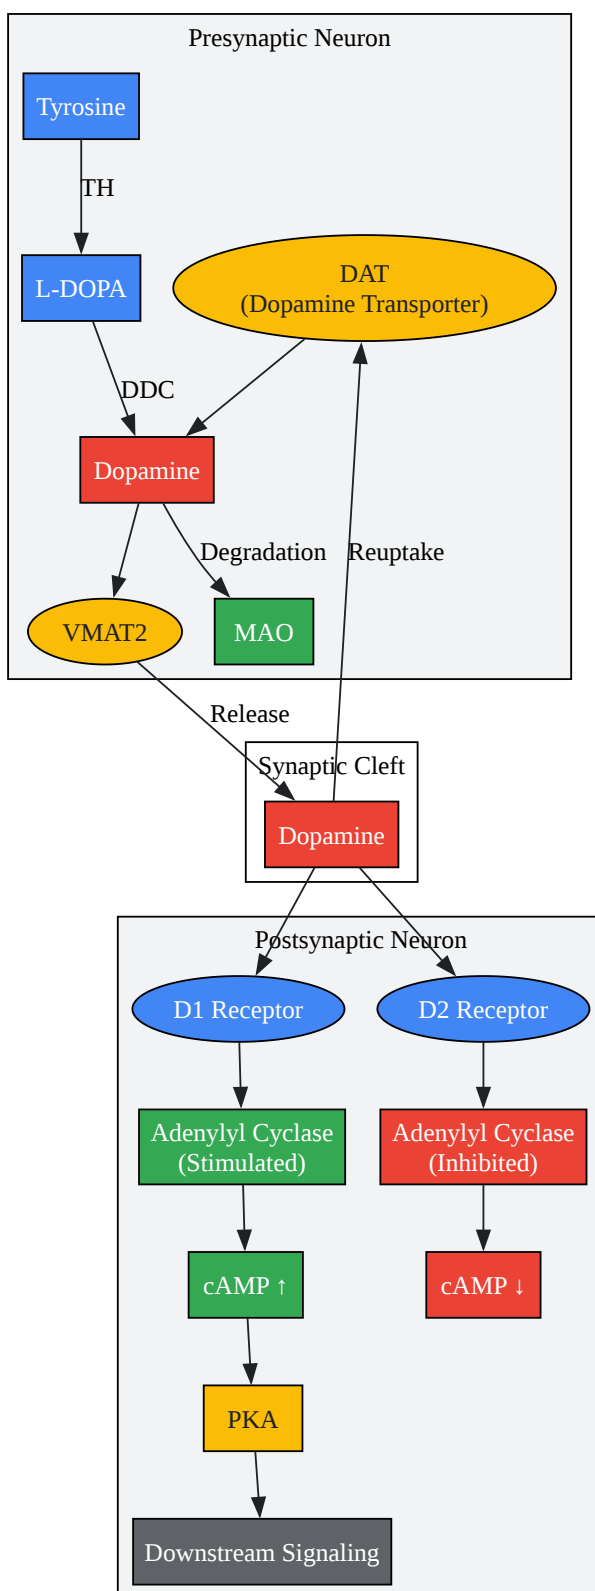 Presynaptic Neuron
Tyrosine
TH
L-DOPA
DAT
(Dopamine Transporter)
DDC
Dopamine
Degradation
Reuptake
VMAT2
MAO
Release
Synaptic Cleft
Dopamine
Postsynaptic Neuron
D1 Receptor
D2 Receptor
Adenylyl Cyclase
(Stimulated)
Adenylyl Cyclase
(Inhibited)
cAMP ↑
cAMP ↓
PKA
Downstream Signaling